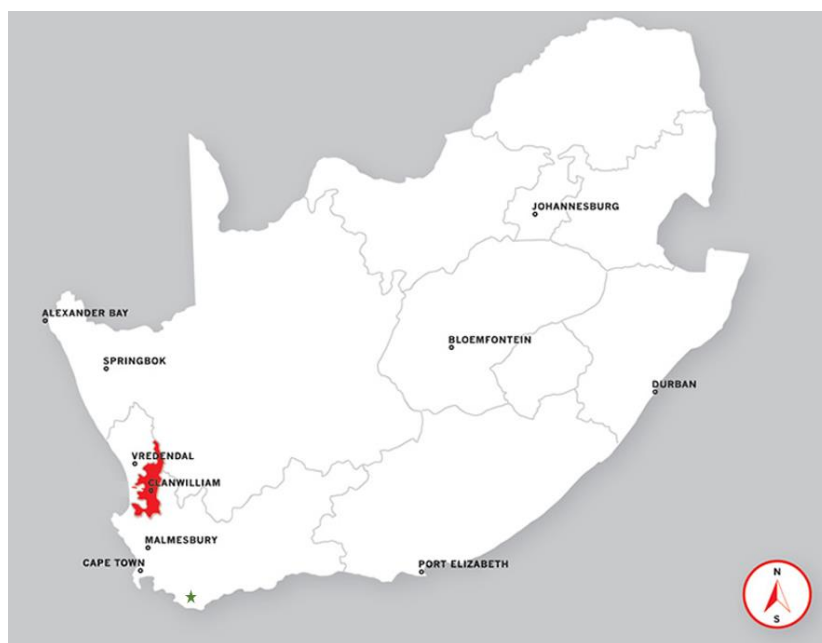 JOHANNESBURG
ALEXANDER BAY
BLOEMFONTEIN
SPRINGBOK
DURBAN
VREDENDAL
CLANWILLIAM
MALMESBURY
CAPE TOWN
PORT ELIZABETH
N
S